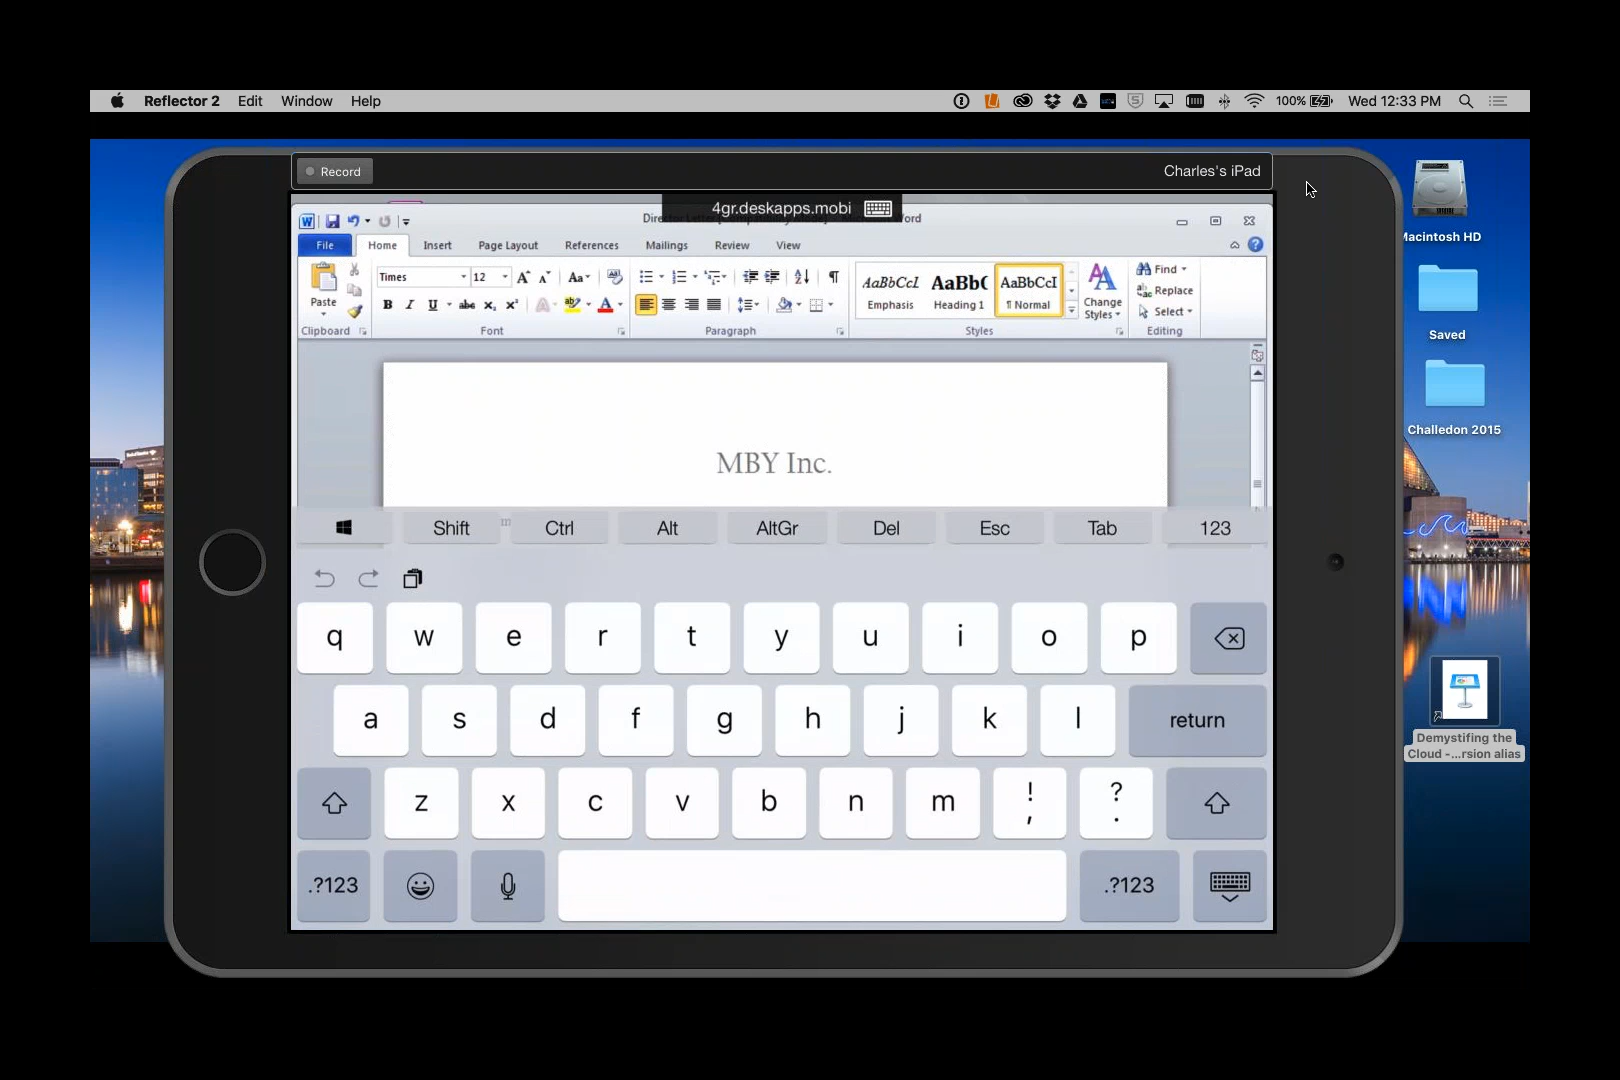 Reflector 2 Edit Window Help
100% Wed 12:33 PM
Record
Charles's iPad
4gr.deskapps.mobi
File Home Insert Page Layout References Mailings Review View
Times 12
Paste
AaBbCcI AaBb( AaBbCcI
Emphasis Heading 1 ¶ Normal
Change Styles
Find
Replace
Select
Clipboard Font Paragraph Styles Editing
MBY Inc.
Shift Ctrl Alt AltGr Del Esc Tab 123
q w e r t y u i o p
a s d f g h j k l return
z x c v b n m ! , ? .
.?123 .?123
Macintosh HD
Saved
Challedon 2015
Demystifing the
Cloud -...rsion alias